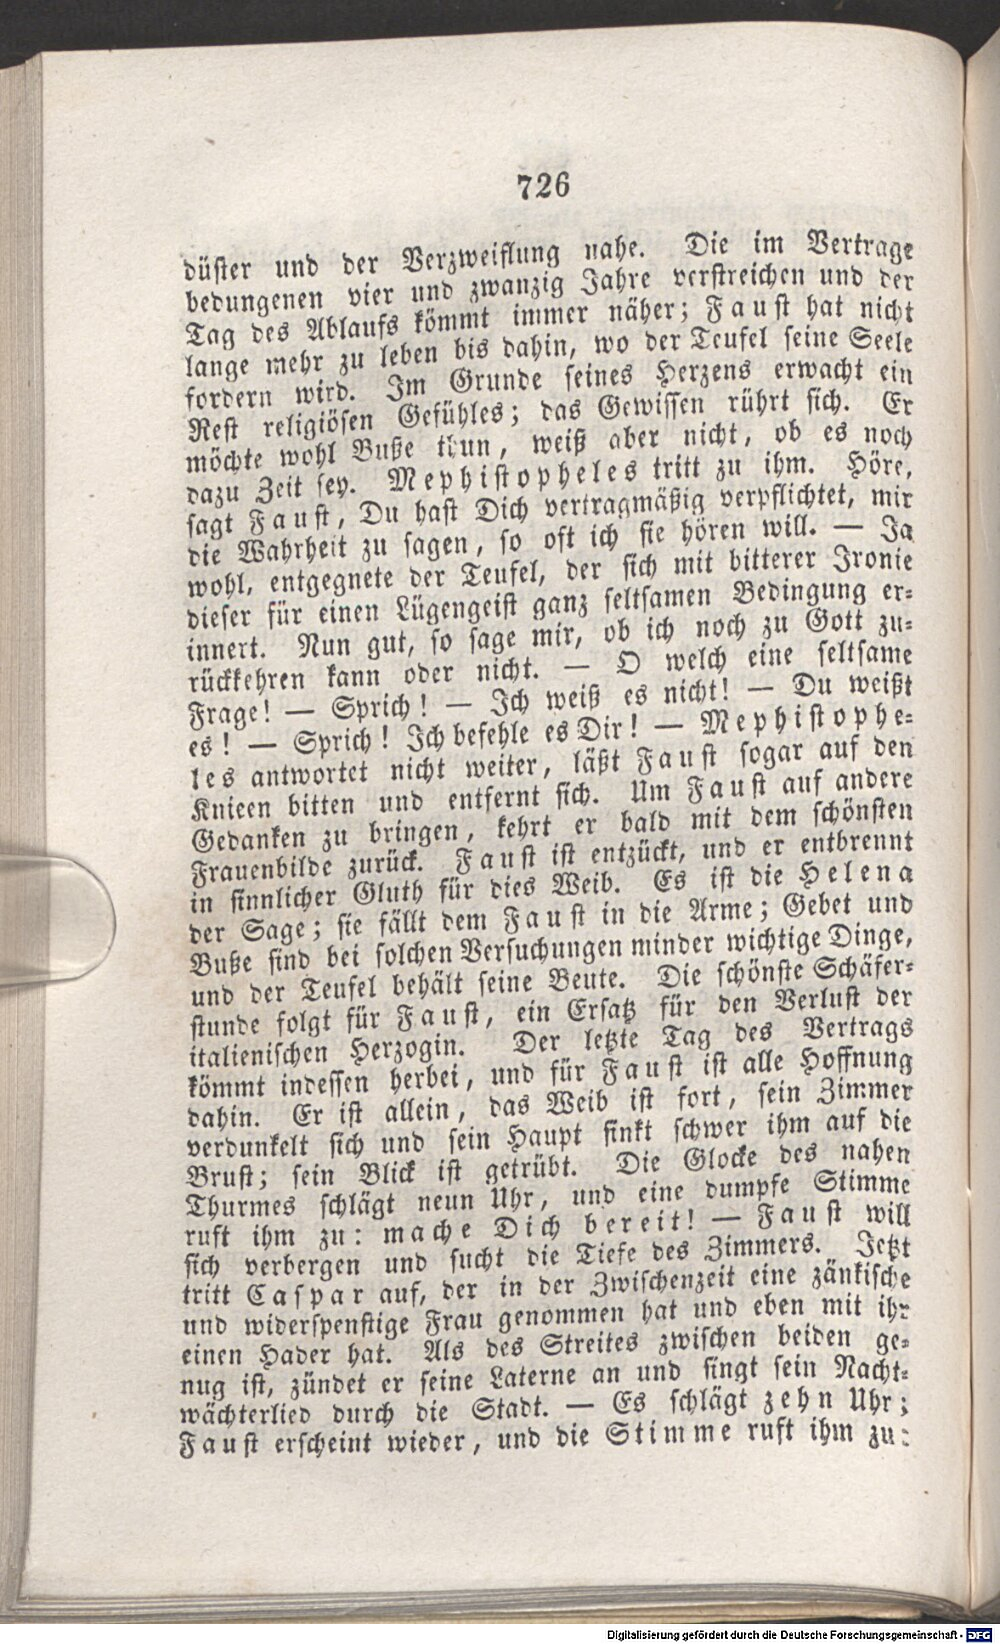 726
düster und der Verzweiflung nahe. Die im Vertrage
bedungenen vier und zwanzig Jahre verstreichen und der
Tag des Ablaufs kömmt immer näher; Faust hat nicht
lange mehr zu leben bis dahin, wo der Teufel seine Seele
fordern wird. Im Grunde seines Herzens erwacht ein
Rest religiösen Gefühles; das Gewissen rührt sich. Er
möchte wohl Buße thun, weiß aber nicht, ob es noch
dazu Zeit sey. Mephistopheles tritt zu ihm. Höre,
sagt Faust, Du hast Dich vertragmäßig verpflichtet, mir
die Wahrheit zu sagen, so oft ich sie hören will. — Ja
wohl, entgegnete der Teufel, der sich mit bitterer Ironie
dieser für einen Lügengeist ganz seltsamen Bedingung er-
innert. Nun gut, so sage mir, ob ich noch zu Gott zu-
rückkehren kann oder nicht. — O welch eine seltsame
Frage! — Sprich! — Ich weiß es nicht! — Du weißt
es! — Sprich! Ich befehle es Dir! — Mephistophe-
les antwortet nicht weiter, läßt Faust sogar auf den
Knieen bitten und entfernt sich. Um Faust auf andere
Gedanken zu bringen, kehrt er bald mit dem schönsten
Frauenbilde zurück. Faust ist entzückt, und er entbrennt
in sinnlicher Gluth für dies Weib. Es ist die Helena
der Sage; sie fällt dem Faust in die Arme; Gebet und
Buße sind bei solchen Versuchungen minder wichtige Dinge,
und der Teufel behält seine Beute. Die schönste Schäfer-
stunde folgt für Faust, ein Ersatz für den Verlust der
italienischen Herzogin. Der letzte Tag des Vertrags
kömmt indessen herbei, und für Faust ist alle Hoffnung
dahin. Er ist allein, das Weib ist fort, sein Zimmer
verdunkelt sich und sein Haupt sinkt schwer ihm auf die
Brust; sein Blick ist getrübt. Die Glocke des nahen
Thurmes schlägt neun Uhr, und eine dumpfe Stimme
ruft ihm zu: mache Dich bereit! — Faust will
sich verbergen und sucht die Tiefe des Zimmers. Jetzt
tritt Caspar auf, der in der Zwischenzeit eine zänkische
und widerspenstige Frau genommen hat und eben mit ihr
einen Hader hat. Als des Streites zwischen beiden ge-
nug ist, zündet er seine Laterne an und singt sein Nacht-
wächterlied durch die Stadt. — Es schlägt zehn Uhr;
Faust erscheint wieder, und die Stimme ruft ihm zu:
Digitalisierung gefördert durch die Deutsche Forschungsgemeinschaft - DFG